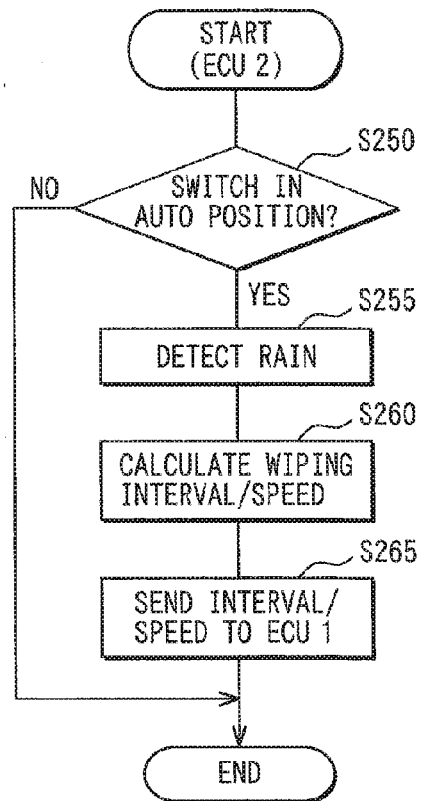 START
(ECU 2)
S250
SWITCH IN
AUTO POSITION?
NO
YES
S255
DETECT RAIN
S260
CALCULATE WIPING
INTERVAL/SPEED
S265
SEND INTERVAL/
SPEED TO ECU 1
END